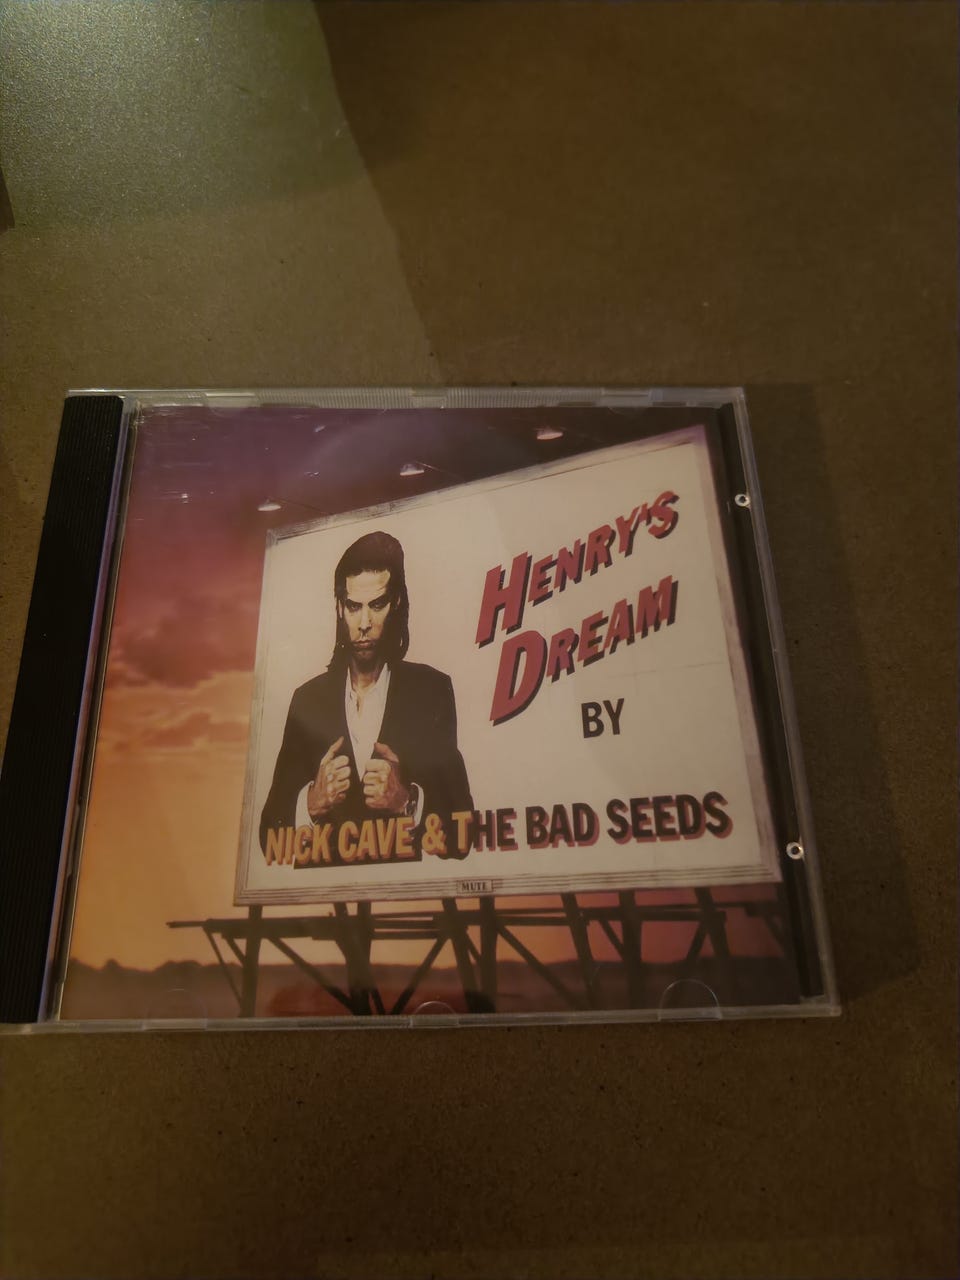 HENRY'S
DREAM
BY
NICK CAVE & THE BAD SEEDS
MUTE